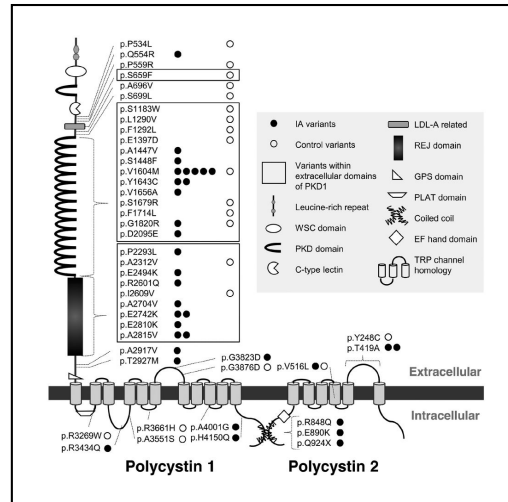 p.P534L
p.Q554R
p.P559R
p.S659F
p.A696V
p.S699L
p.S1183W
p.L1290V
p.F1292L
p.E1397D
p.A1447V
p.S1448F
p.V1604M
p.Y1643C
p.V1656A
p.S1679R
p.F1714L
p.G1820R
p.D2095E
p.P2293L
p.A2312V
p.E2494K
p.R2601Q
p.I2609V
p.A2704V
p.E2742K
p.E2810K
p.A2815V
p.A2917V
p.T2927M
IA variants
Control variants
Variants within
extracellular domains
of PKD1
Leucine-rich repeat
WSC domain
PKD domain
C-type lectin
LDL-A related
REJ domain
GPS domain
PLAT domain
Coiled coil
EF hand domain
TRP channel
homology
p.G3823D
p.G3876D
p.V516L
p.Y248C
p.T419A
Extracellular
Intracellular
p.R3269W
p.R3434Q
p.R3661H
p.A3551S
p.A4001G
p.H4150Q
p.R848Q
p.E890K
p.Q924X
Polycystin 1
Polycystin 2